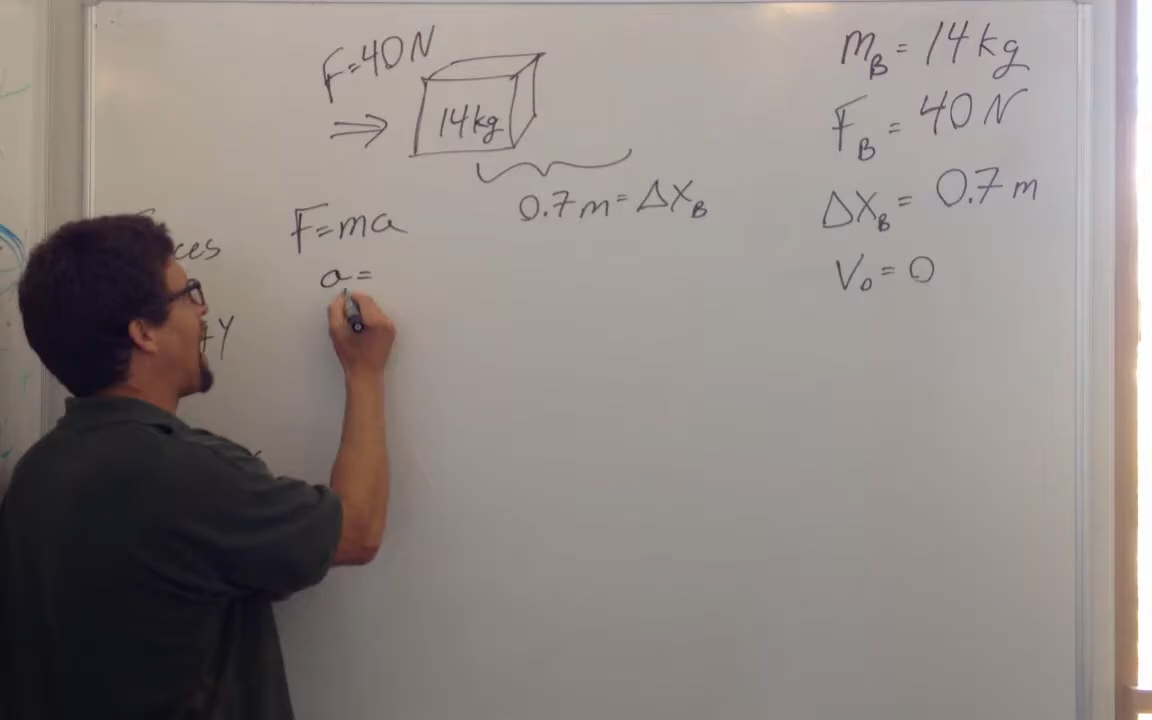 F=40N
14kg
0.7m=ΔX_B
F=ma
a=
m_B=14kg
F_B=40N
ΔX_B=0.7m
V_0=0